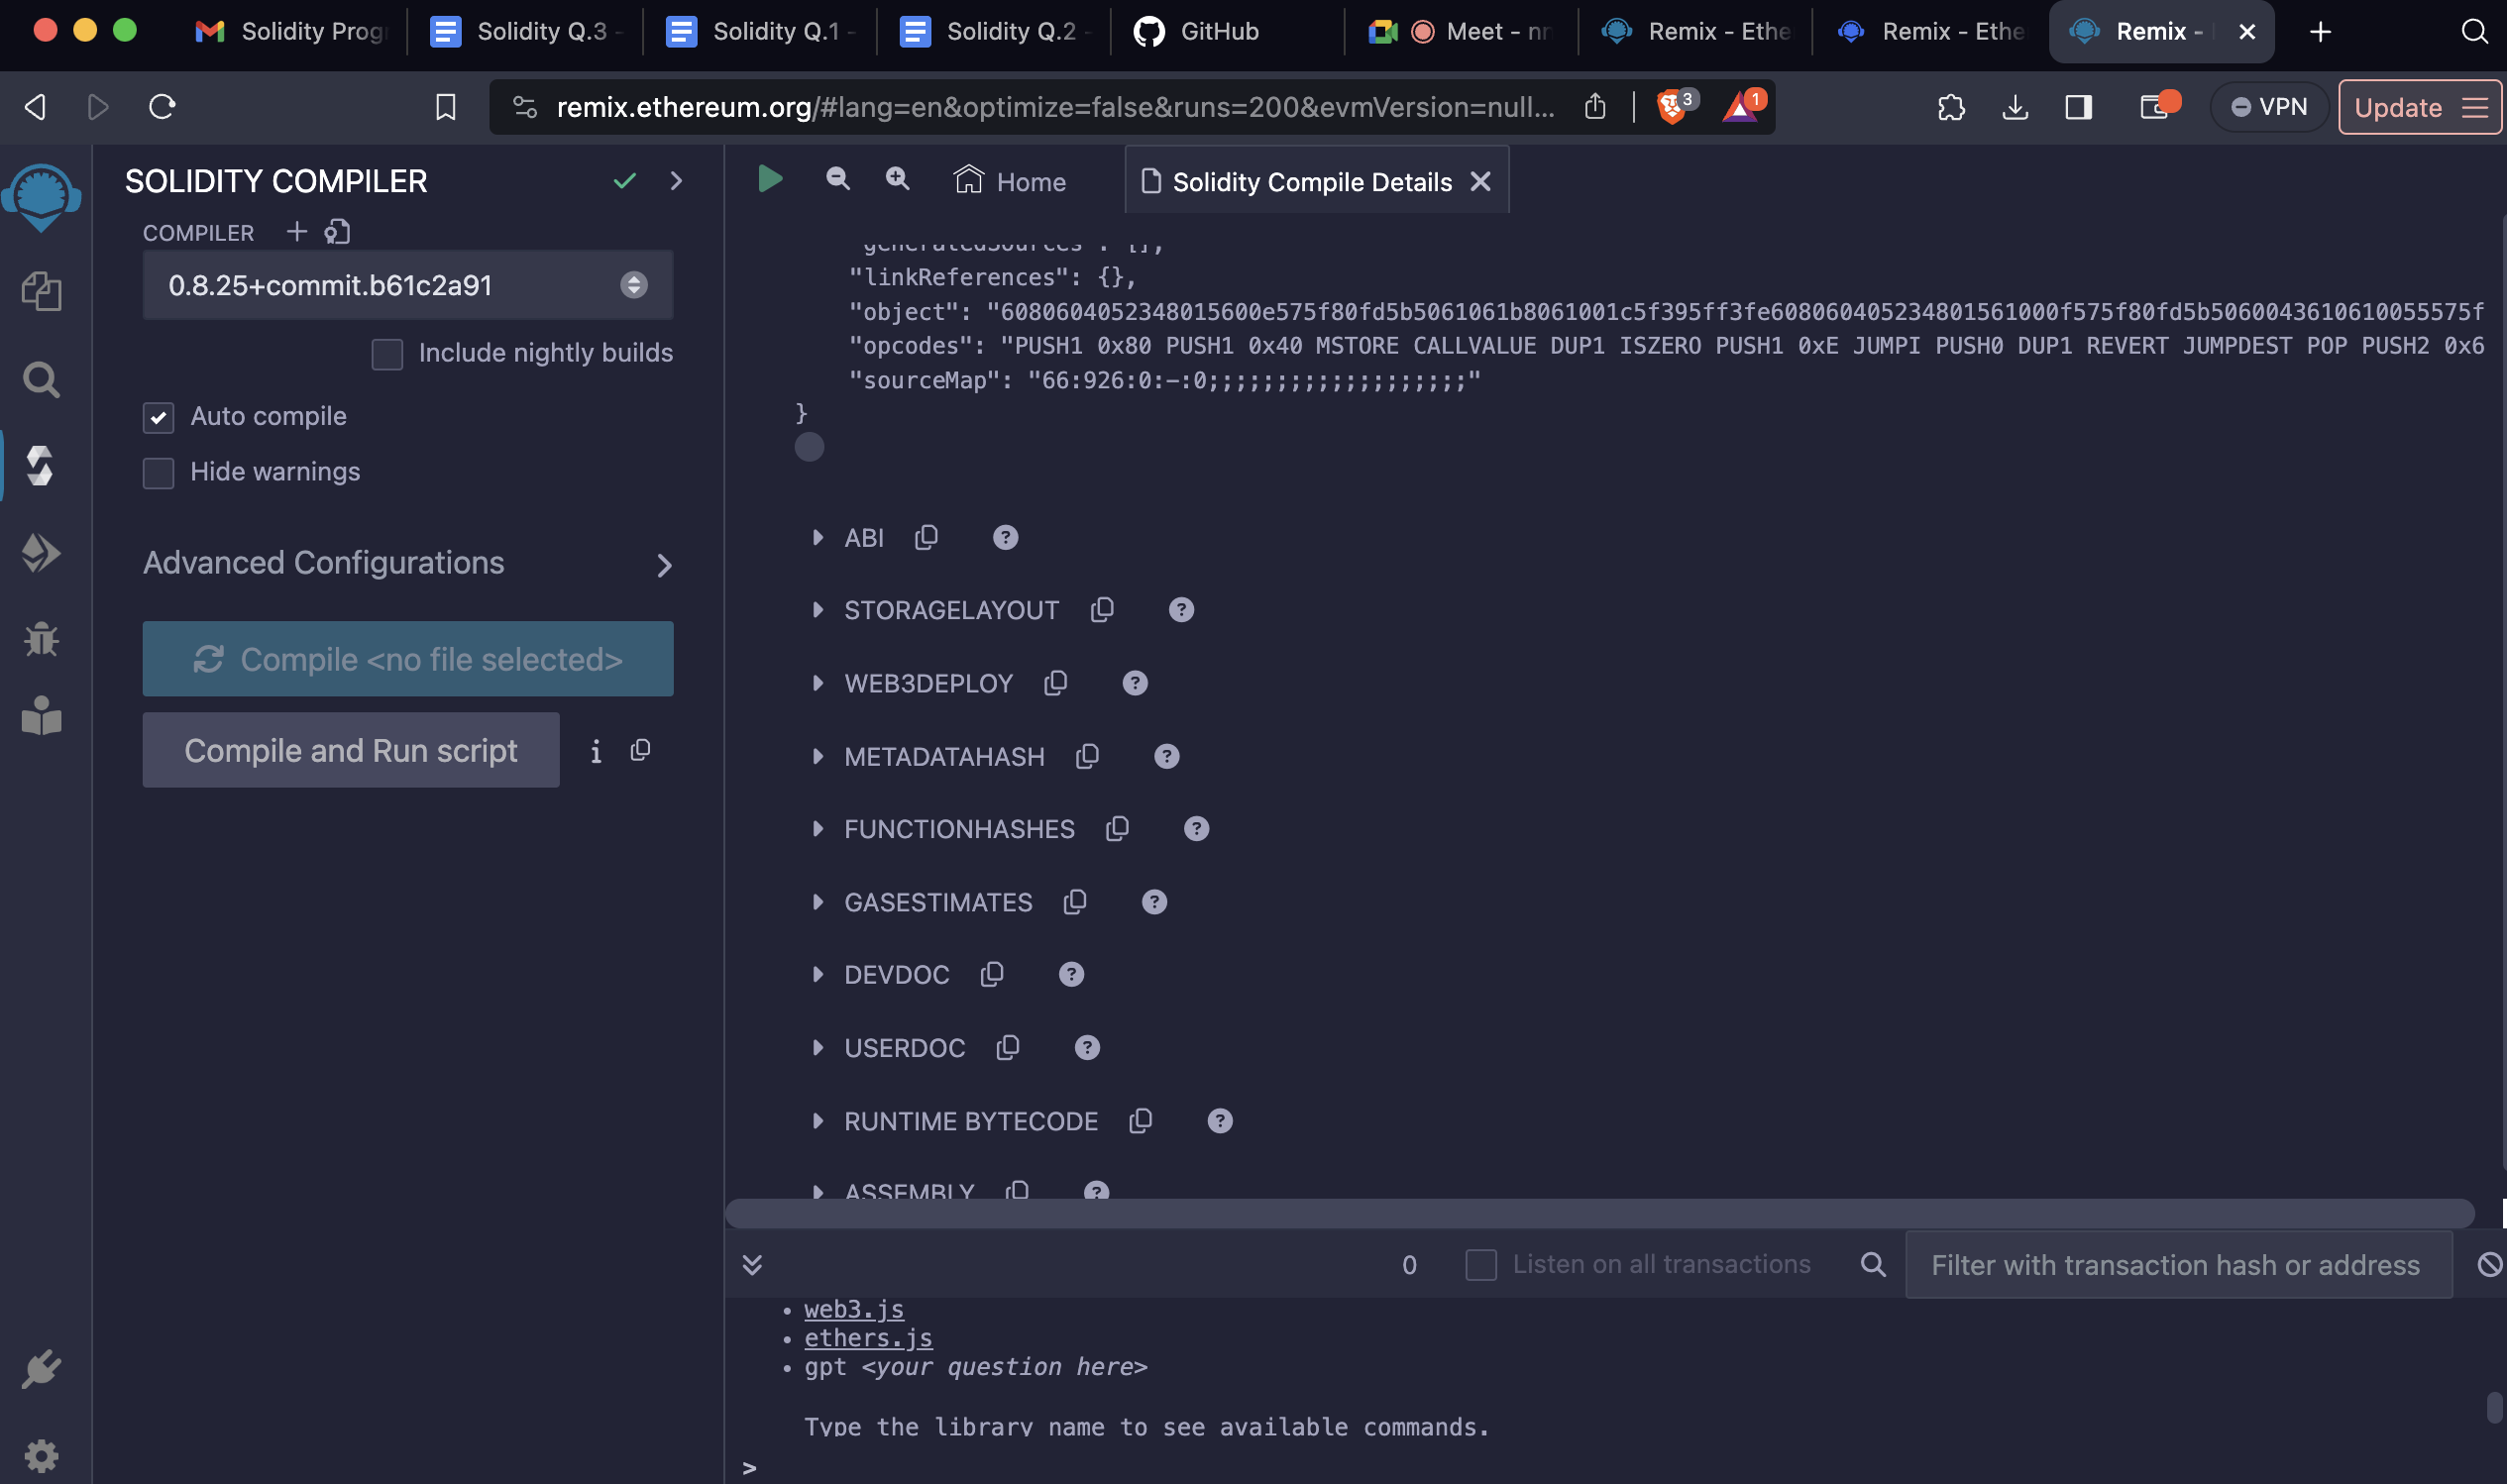 Solidity Prog
Solidity Q.3 -
Solidity Q.1 -
Solidity Q.2 -
GitHub
Meet - nn
Remix - Ethe
Remix - Ethe
Remix -
remix.ethereum.org/#lang=en&optimize=false&runs=200&evmVersion=null...
3
1
VPN
Update
SOLIDITY COMPILER
COMPILER
0.8.25+commit.b61c2a91
Include nightly builds
Auto compile
Hide warnings
Advanced Configurations
Compile <no file selected>
Compile and Run script
i
Home
Solidity Compile Details
"generatedSources": [],
"linkReferences": {},
"object": "6080604052348015600e575f80fd5b5061061b8061001c5f395ff3fe608060405234801561000f575f80fd5b5060043610610055575f
"opcodes": "PUSH1 0x80 PUSH1 0x40 MSTORE CALLVALUE DUP1 ISZERO PUSH1 0xE JUMPI PUSH0 DUP1 REVERT JUMPDEST POP PUSH2 0x6
"sourceMap": "66:926:0:-:0;;;;;;;;;;;;;;;;;;;"
}
ABI
STORAGELAYOUT
WEB3DEPLOY
METADATAHASH
FUNCTIONHASHES
GASESTIMATES
DEVDOC
USERDOC
RUNTIME BYTECODE
ASSEMBLY
0
Listen on all transactions
Filter with transaction hash or address
• web3.js
• ethers.js
• gpt <your question here>
Type the library name to see available commands.
>